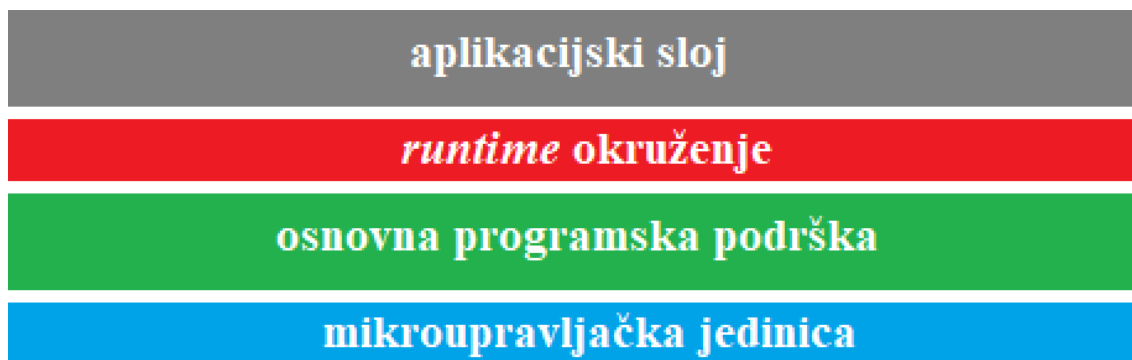 aplikacijski sloj
runtime okruženje
osnovna programska podrška
mikroupravljačka jedinica